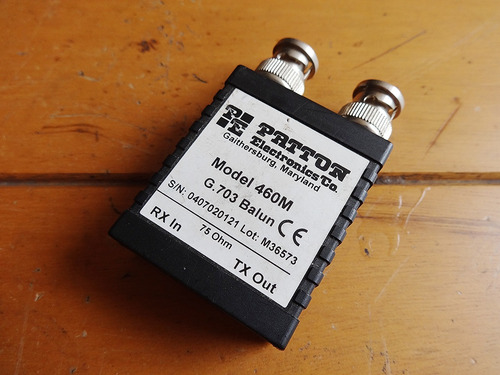 PE PATTON
Electronics Co.
Gaithersburg, Maryland
Model 460M
G.703 Balun CE
S/N: 0407020121 Lot: M36573
RX In 75 Ohm TX Out